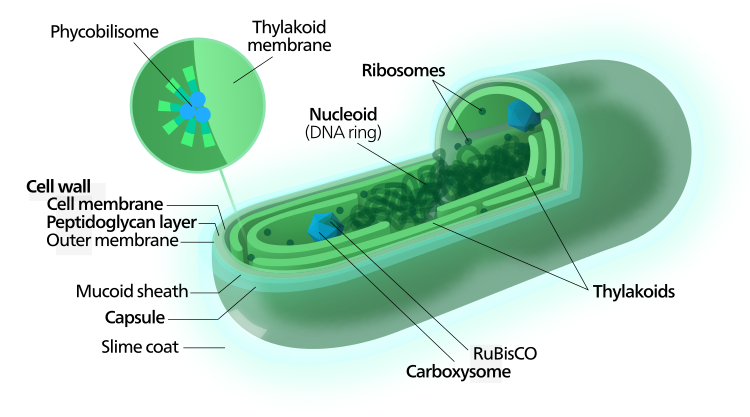 Phycobilisome
Thylakoid
membrane
Ribosomes
Nucleoid
(DNA ring)
Cell wall
Cell membrane
Peptidoglycan layer
Outer membrane
Mucoid sheath
Capsule
Slime coat
Thylakoids
RuBisCO
Carboxysome